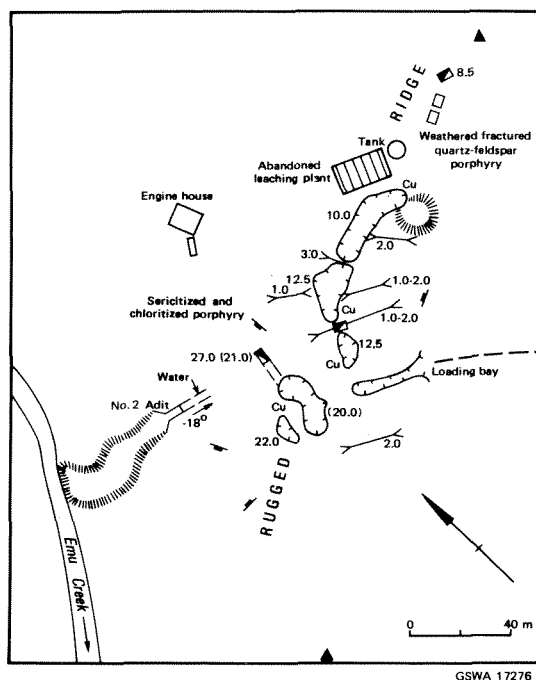 8.5
RIDGE
Weathered fractured
quartz-feldspar
porphyry
Tank
Abandoned
leaching plant
Cu
Engine house
10.0
2.0
3.0
12.5
1.0
1.0-2.0
Sericitized and
chloritized porphyry
Cu
1.0-2.0
12.5
Cu
27.0 (21.0)
Loading bay
Water
No. 2 Adit
-18°
Cu
(20.0)
22.0
2.0
RUGGED
Emu Creek
0 40 m
GSWA 17276